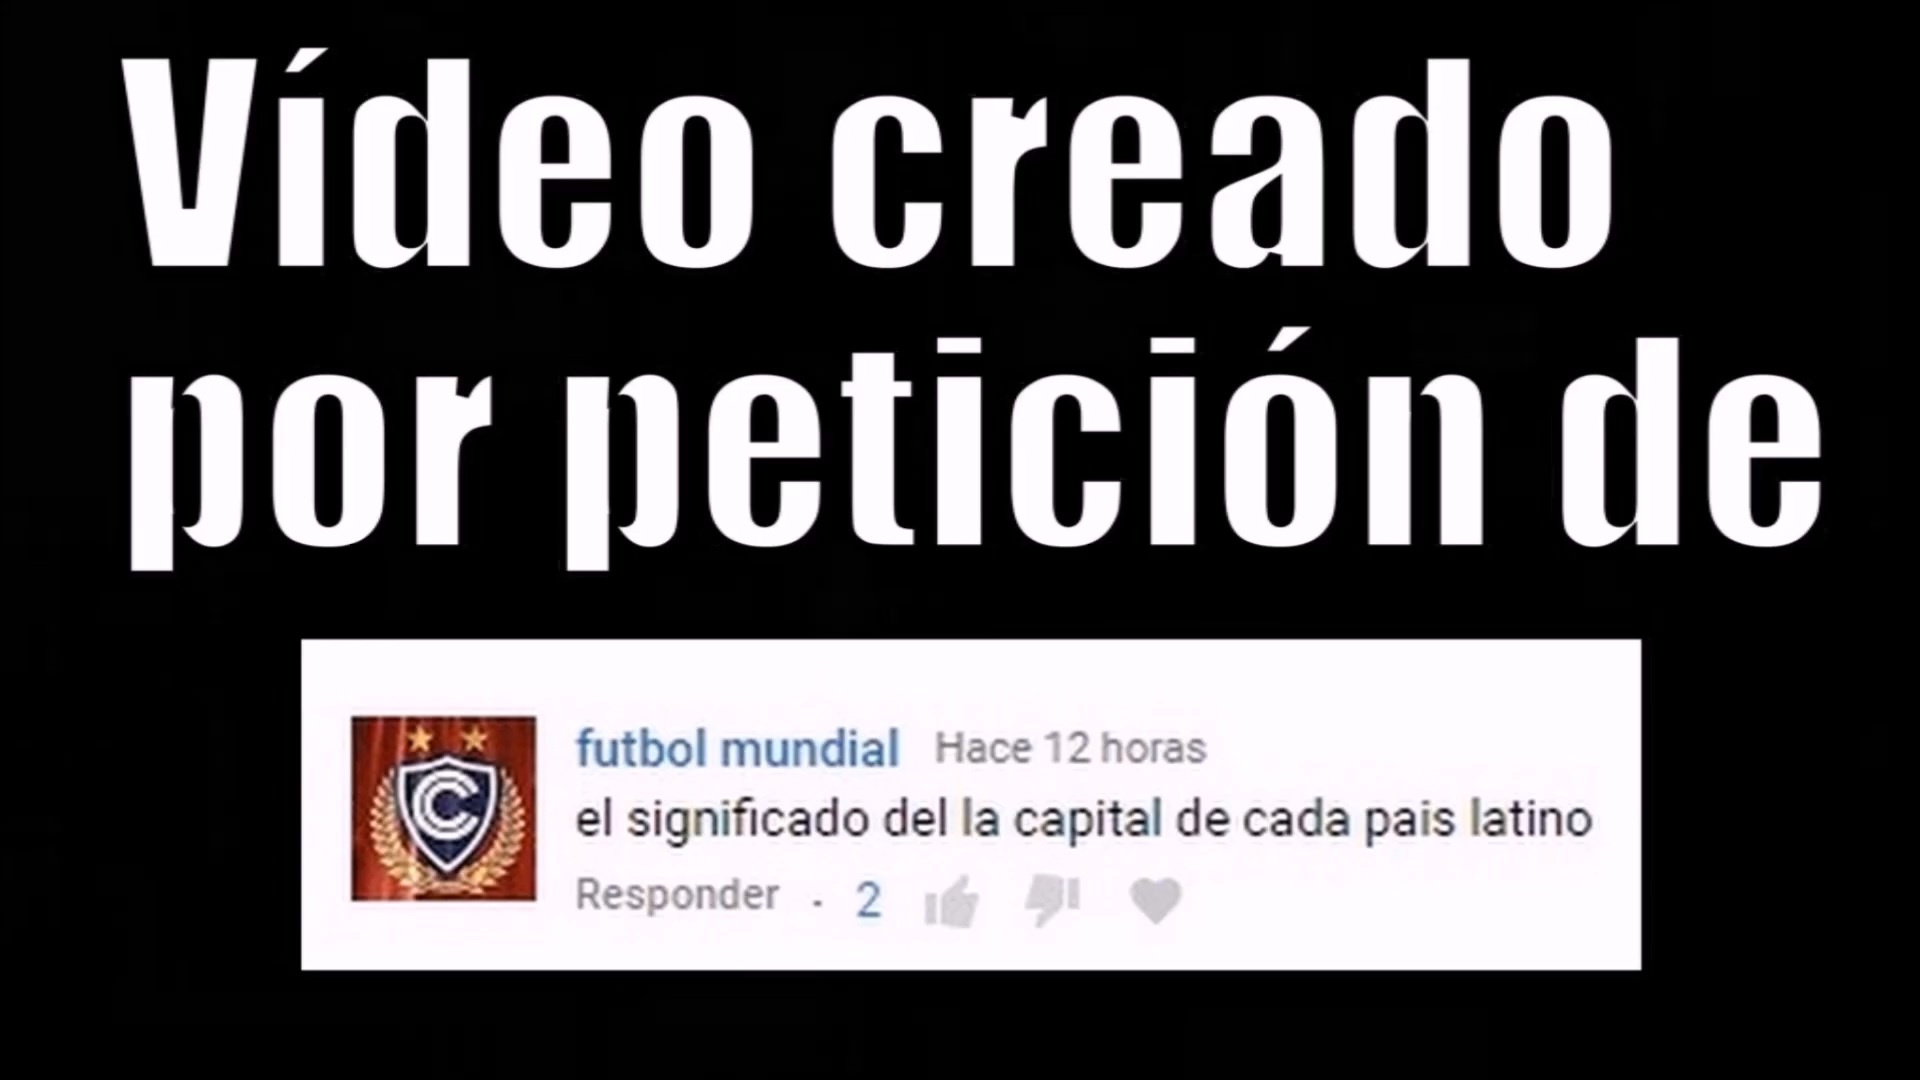 Vídeo creado
por petición de
futbol mundial Hace 12 horas
el significado del la capital de cada pais latino
Responder . 2